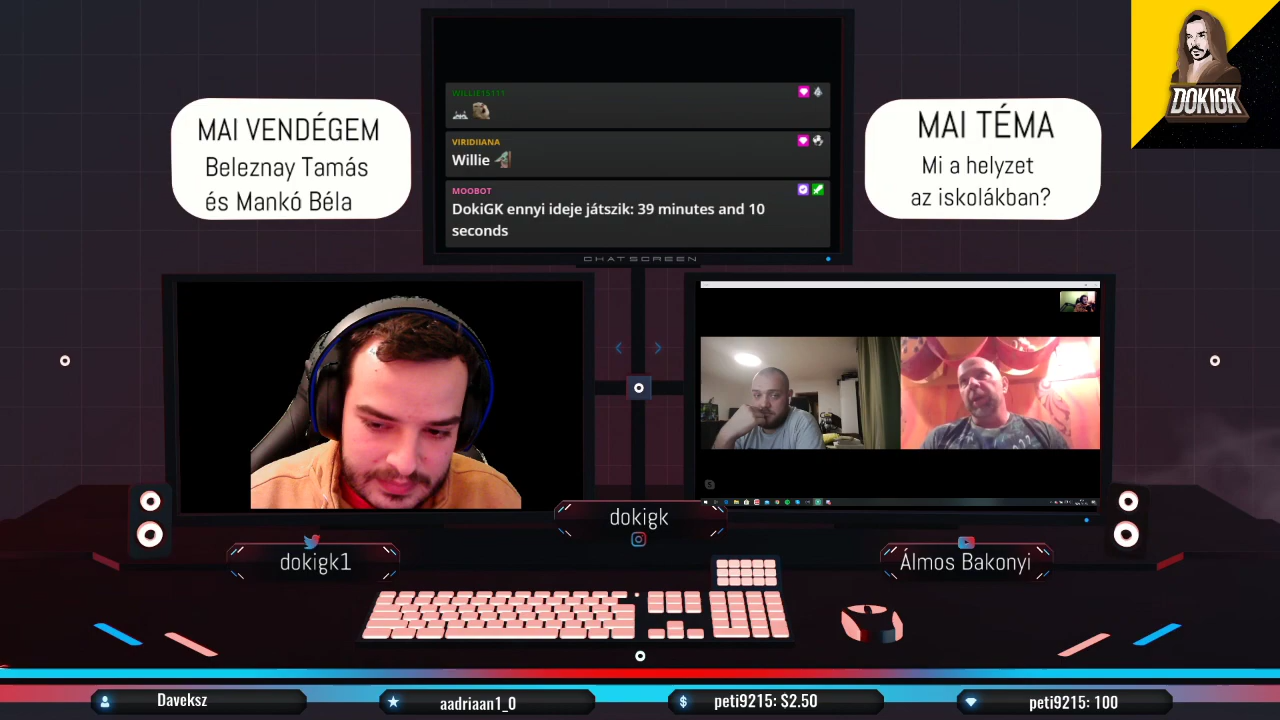 DOKIGK
MAI VENDÉGEM
Beleznay Tamás
és Mankó Béla
WILLIE15111
VIRIDIIANA
Willie
MOOBOT
DokiGK ennyi ideje játszik: 39 minutes and 10
seconds
CHATSCREEN
MAI TÉMA
Mi a helyzet
az iskolákban?
dokigk
dokigk1
Álmos Bakonyi
Daveksz
aadriaan1_0
$ peti9215: $2.50
peti9215: 100